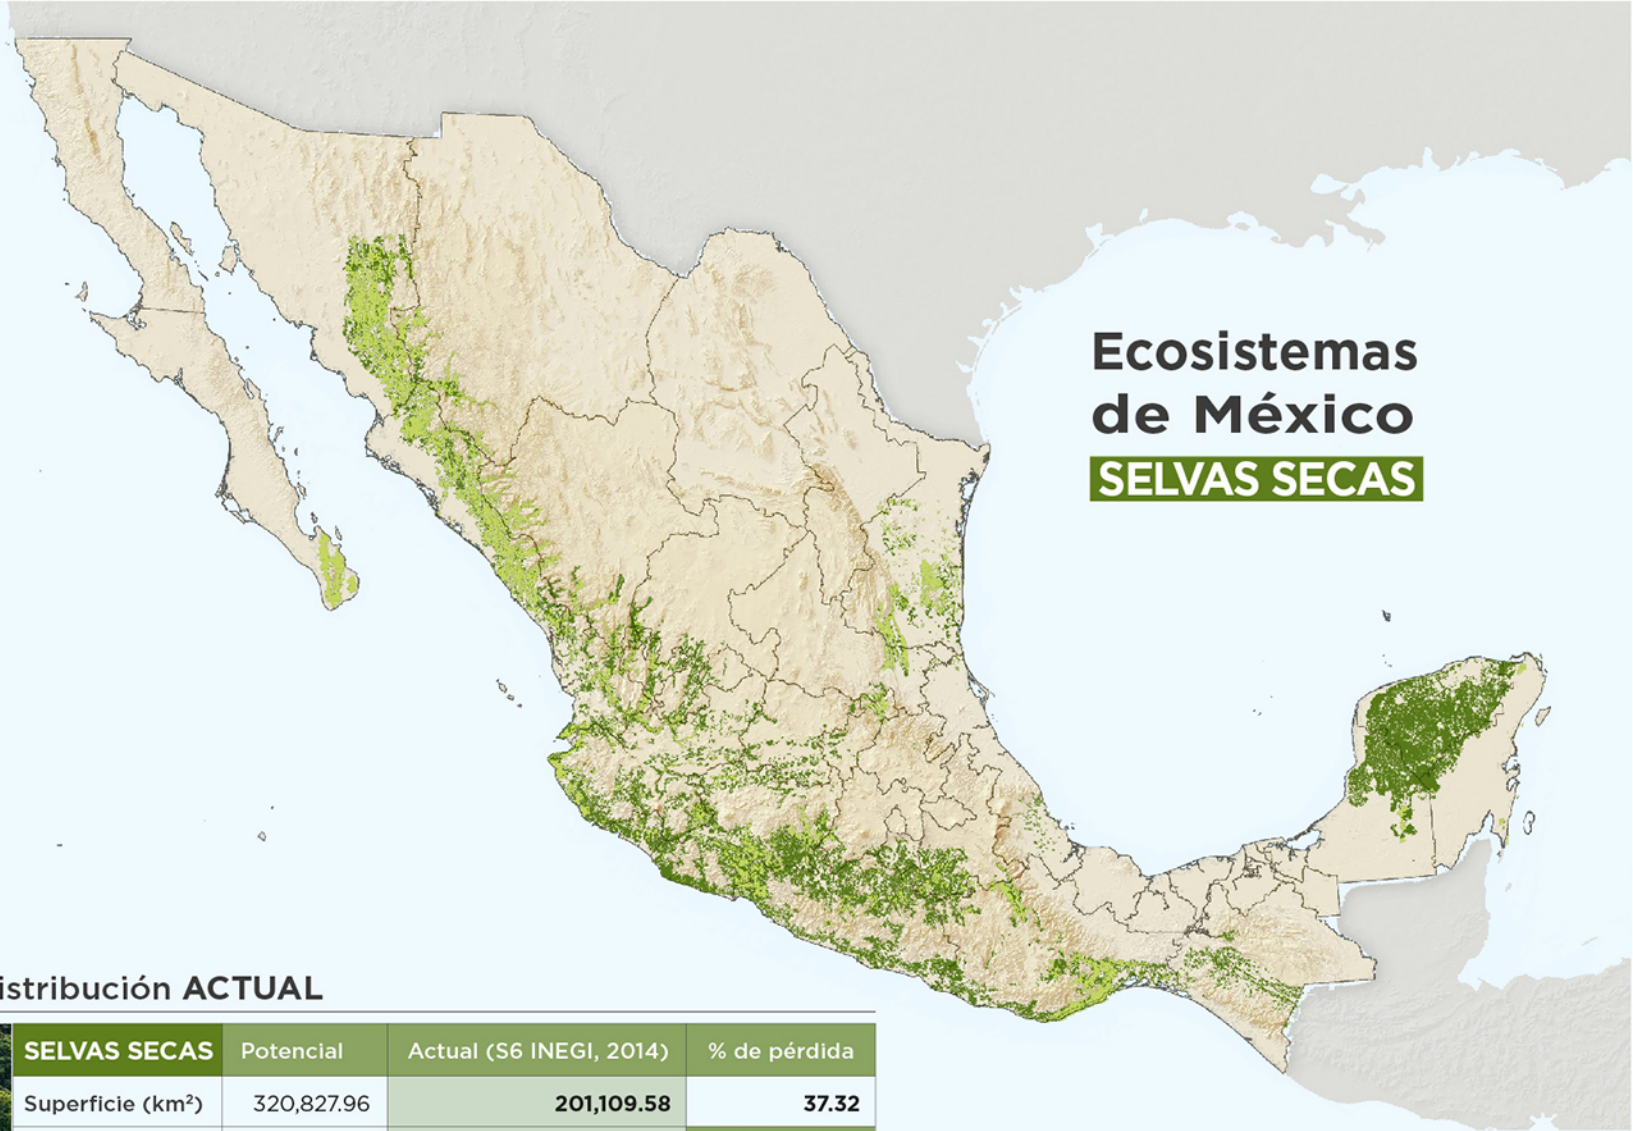 Ecosistemas
de México
SELVAS SECAS
istribución ACTUAL
SELVAS SECAS Potencial Actual (S6 INEGI, 2014) % de pérdida
Superficie (km²) 320,827.96 201,109.58 37.32